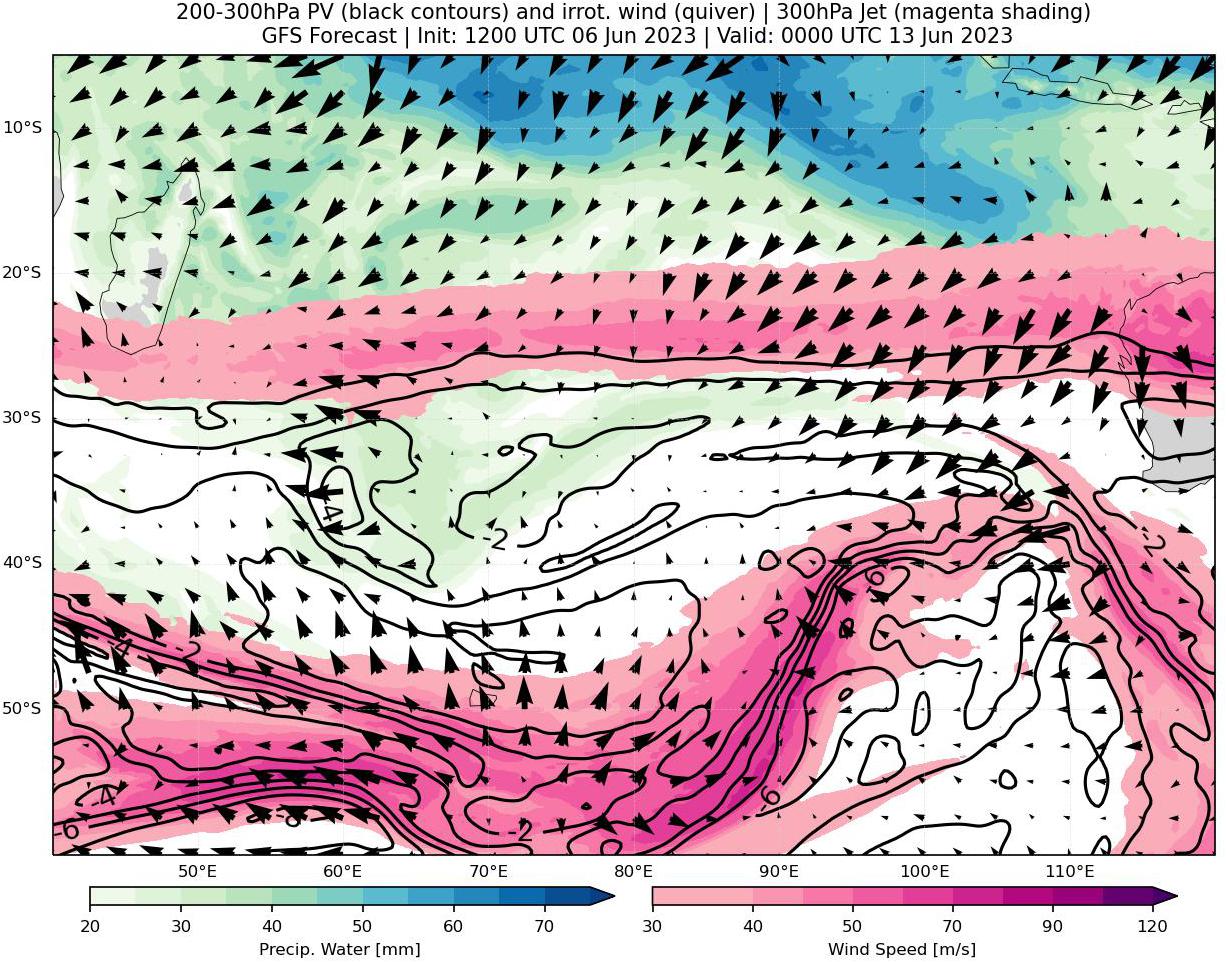 200-300hPa PV (black contours) and irrot. wind (quiver) | 300hPa Jet (magenta shading)
GFS Forecast | Init: 1200 UTC 06 Jun 2023 | Valid: 0000 UTC 13 Jun 2023
10°S
20°S
30°S
-4
-2
-2
40°S
-6
-4
-2
50°S
-4
-6
-8
-2
-6
50°E 60°E 70°E 80°E 90°E 100°E 110°E
20 30 40 50 60 70
30 40 50 70 90 120
Precip. Water [mm]
Wind Speed [m/s]